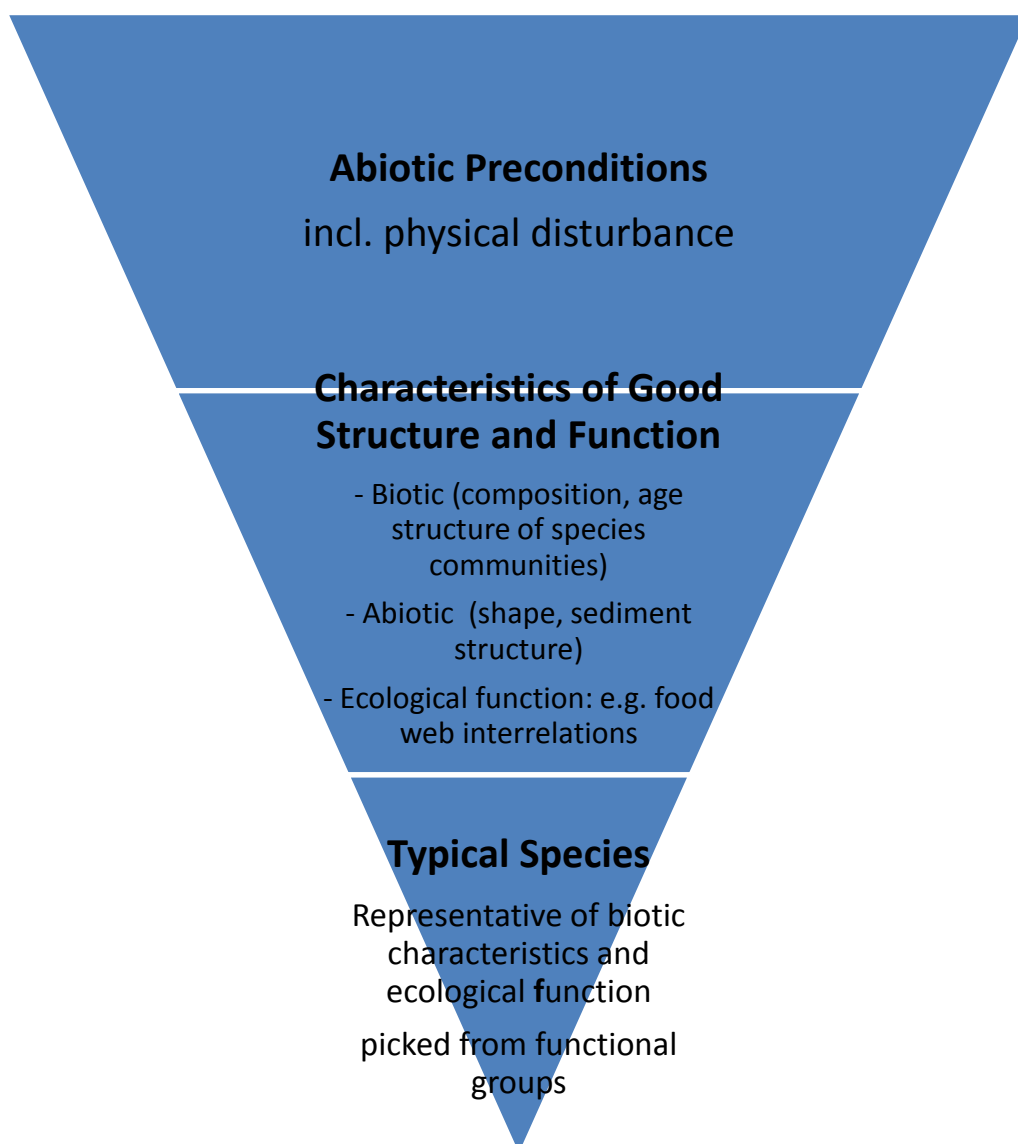 Abiotic Preconditions
incl. physical disturbance
Characteristics of Good
Structure and Function
- Biotic (composition, age
structure of species
communities)
- Abiotic  (shape, sediment
structure)
- Ecological function: e.g. food
web interrelations
Typical Species
Representative of biotic
characteristics and
ecological function
picked from functional
groups